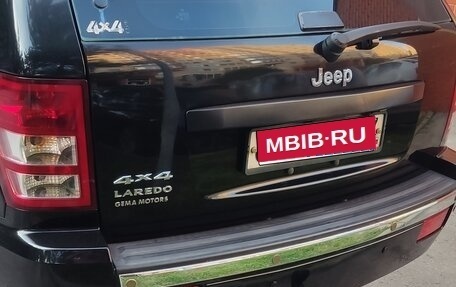 4x4
Jeep
MBIB-RU
4x4
LAREDO
GEMA MOTORS